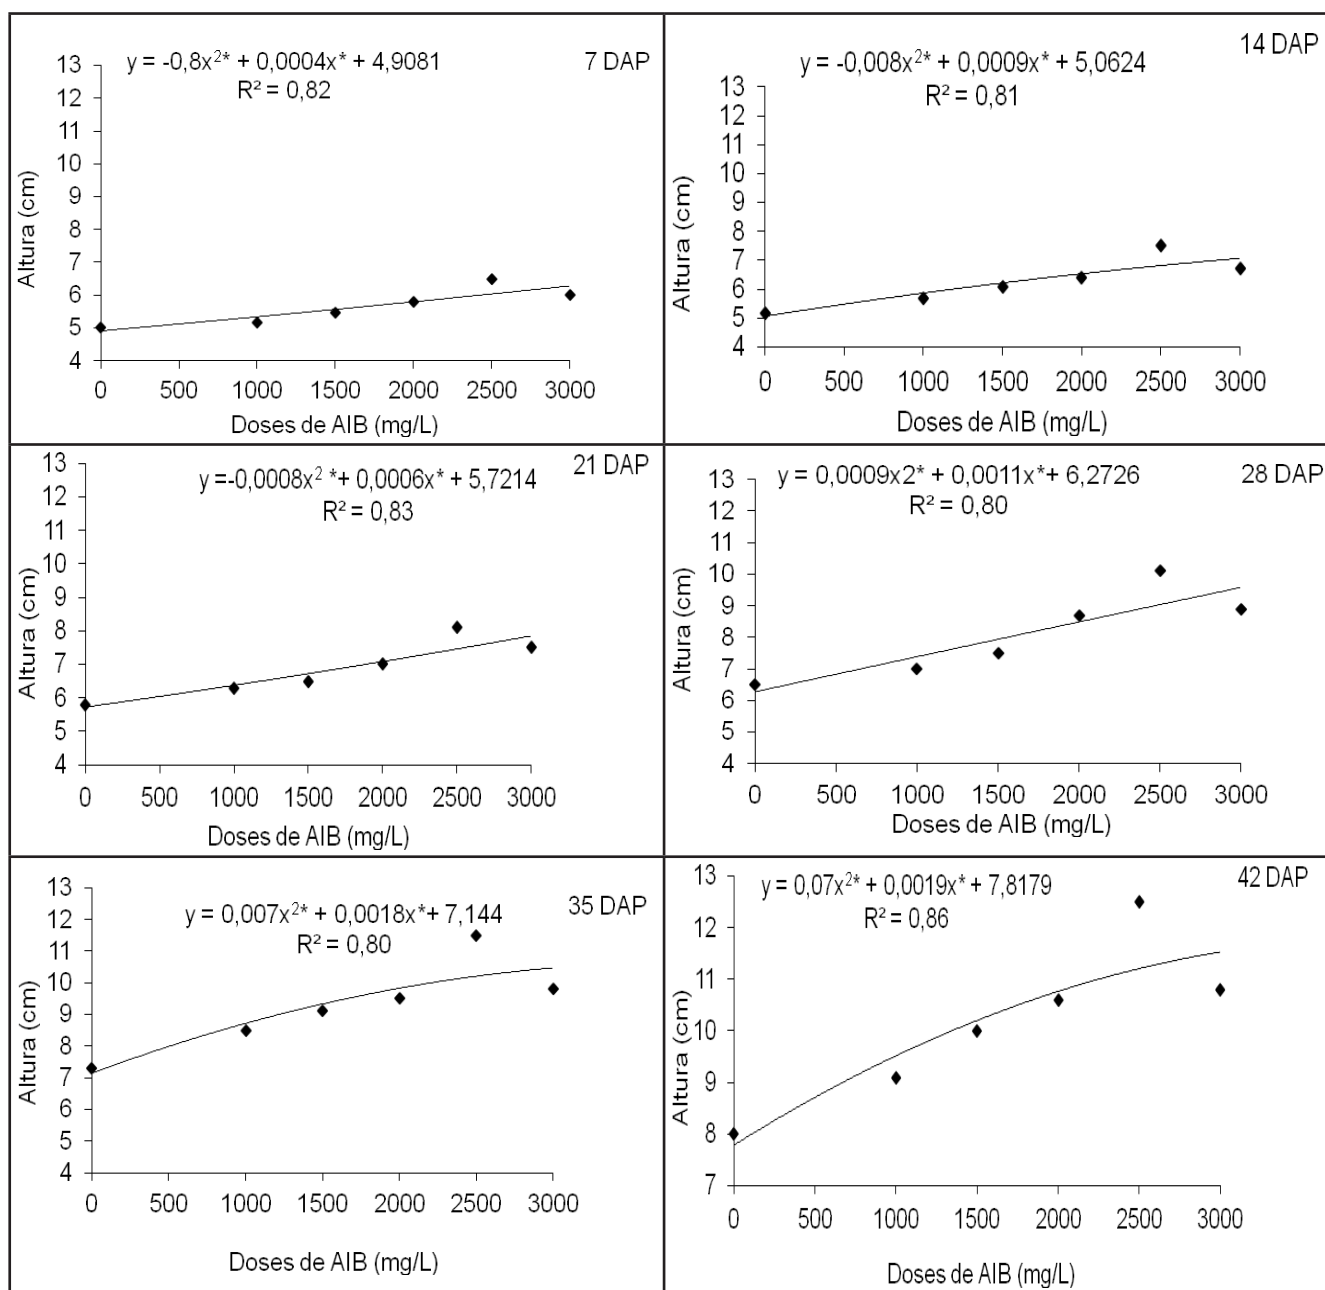 y = -0,8x²* + 0,0004x* + 4,9081
R² = 0,82
7 DAP
Altura (cm)
13
12
11
10
9
8
7
6
5
4
0 500 1000 1500 2000 2500 3000
Doses de AIB (mg/L)
y = -0,008x²* + 0,0009x* + 5,0624
R² = 0,81
14 DAP
Altura (cm)
13
12
11
10
9
8
7
6
5
4
0 500 1000 1500 2000 2500 3000
Doses de AIB (mg/L)
y =-0,0008x² *+ 0,0006x* + 5,7214
R² = 0,83
21 DAP
Altura (cm)
13
12
11
10
9
8
7
6
5
4
0 500 1000 1500 2000 2500 3000
Doses de AIB (mg/L)
y = 0,0009x2* + 0,0011x* + 6,2726
R² = 0,80
28 DAP
Altura (cm)
13
12
11
10
9
8
7
6
5
4
0 500 1000 1500 2000 2500 3000
Doses de AIB (mg/L)
y = 0,007x²* + 0,0018x*+ 7,144
R² = 0,80
35 DAP
Altura (cm)
13
12
11
10
9
8
7
6
5
4
0 500 1000 1500 2000 2500 3000
Doses de AIB (mg/L)
y = 0,07x²* + 0,0019x* + 7,8179
R² = 0,86
42 DAP
Altura (cm)
13
12
11
10
9
8
7
0 500 1000 1500 2000 2500 3000
Doses de AIB (mg/L)